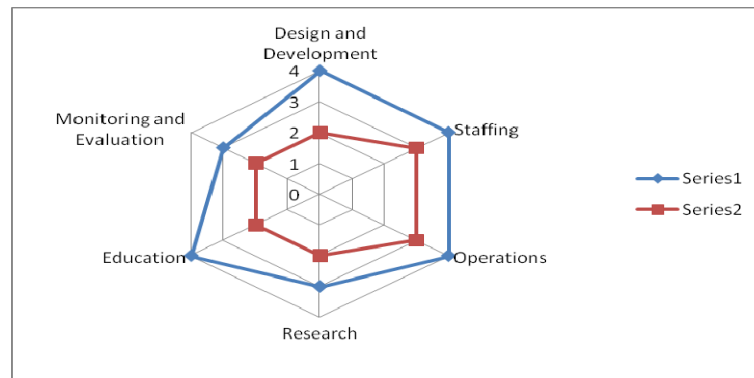 Design and
Development
4
3
2
1
0
Monitoring and
Evaluation
Staffing
Series1
Series2
Education
Operations
Research